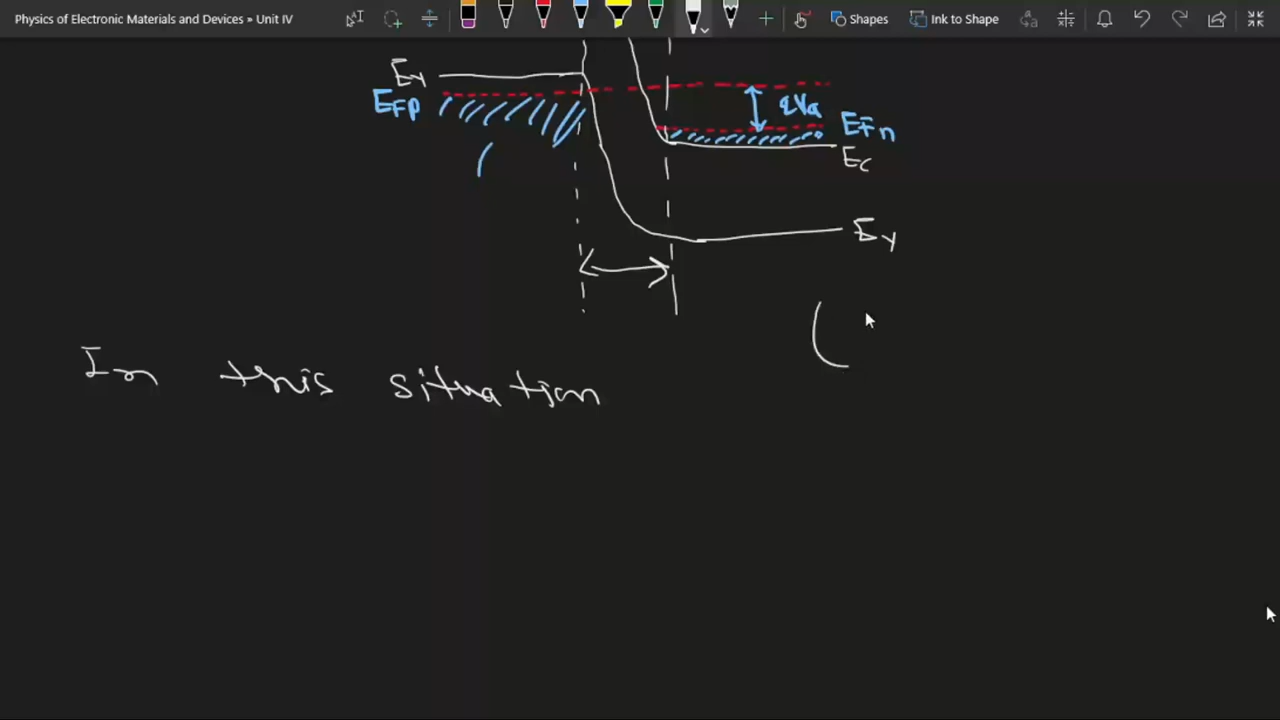 Physics of Electronic Materials and Devices » Unit IV
Shapes
Ink to Shape
Ev
EFp
qVa
EFn
Ec
Ev
In this situation